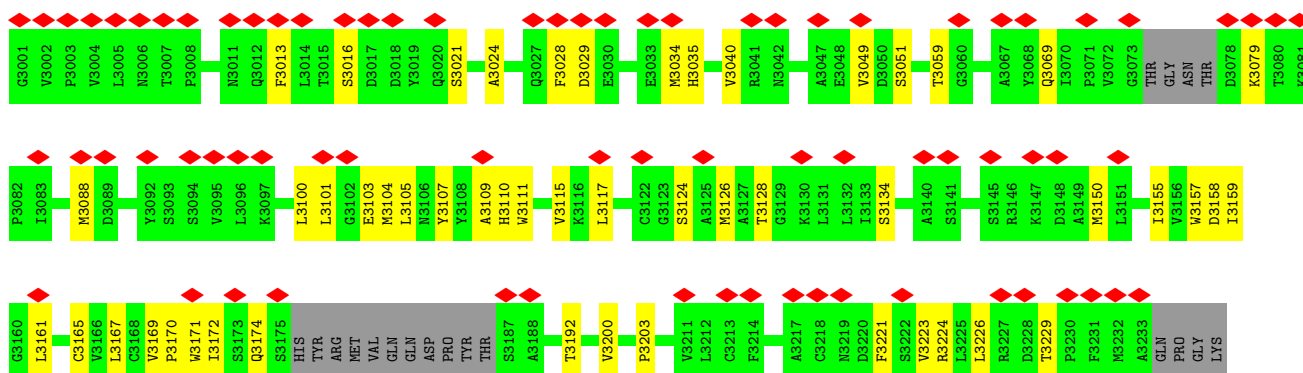 G3001 V3002 P3003 V3004 L3005 N3006 T3007 P3008 N3011 Q3012 F3013 L3014 T3015 S3016 D3017 D3018 Y3019 Q3020 S3021 A3024 Q3027 F3028 D3029 E3030 E3033 M3034 H3035 V3040 R3041 N3042 A3047 E3048 V3049 D3050 S3051 T3059 G3060 A3067 Y3068 Q3069 I3070 P3071 V3072 G3073 THR GLY ASN THR D3078 K3079 T3080 K3081
P3082 I3083 M3088 D3089 Y3092 S3093 S3094 V3095 L3096 K3097 L3100 L3101 G3102 E3103 M3104 L3105 N3106 Y3107 Y3108 A3109 H3110 W3111 V3115 K3116 L3117 C3122 G3123 S3124 A3125 M3126 A3127 T3128 G3129 K3130 L3131 L3132 I3133 S3134 A3140 S3141 S3145 R3146 K3147 D3148 A3149 M3150 L3151 I3155 V3156 W3157 D3158 I3159
G3160 L3161 C3165 V3166 L3167 C3168 V3169 P3170 W3171 I3172 S3173 Q3174 S3175 HIS TYR ARG MET VAL GLN GLN ASP PRO TYR THR S3187 A3188 T3192 V3200 P3203 V3211 L3212 C3213 F3214 A3217 C3218 N3219 D3220 F3221 S3222 V3223 R3224 L3225 L3226 R3227 D3228 T3229 P3230 F3231 M3232 A3233 GLN PRO GLY LYS